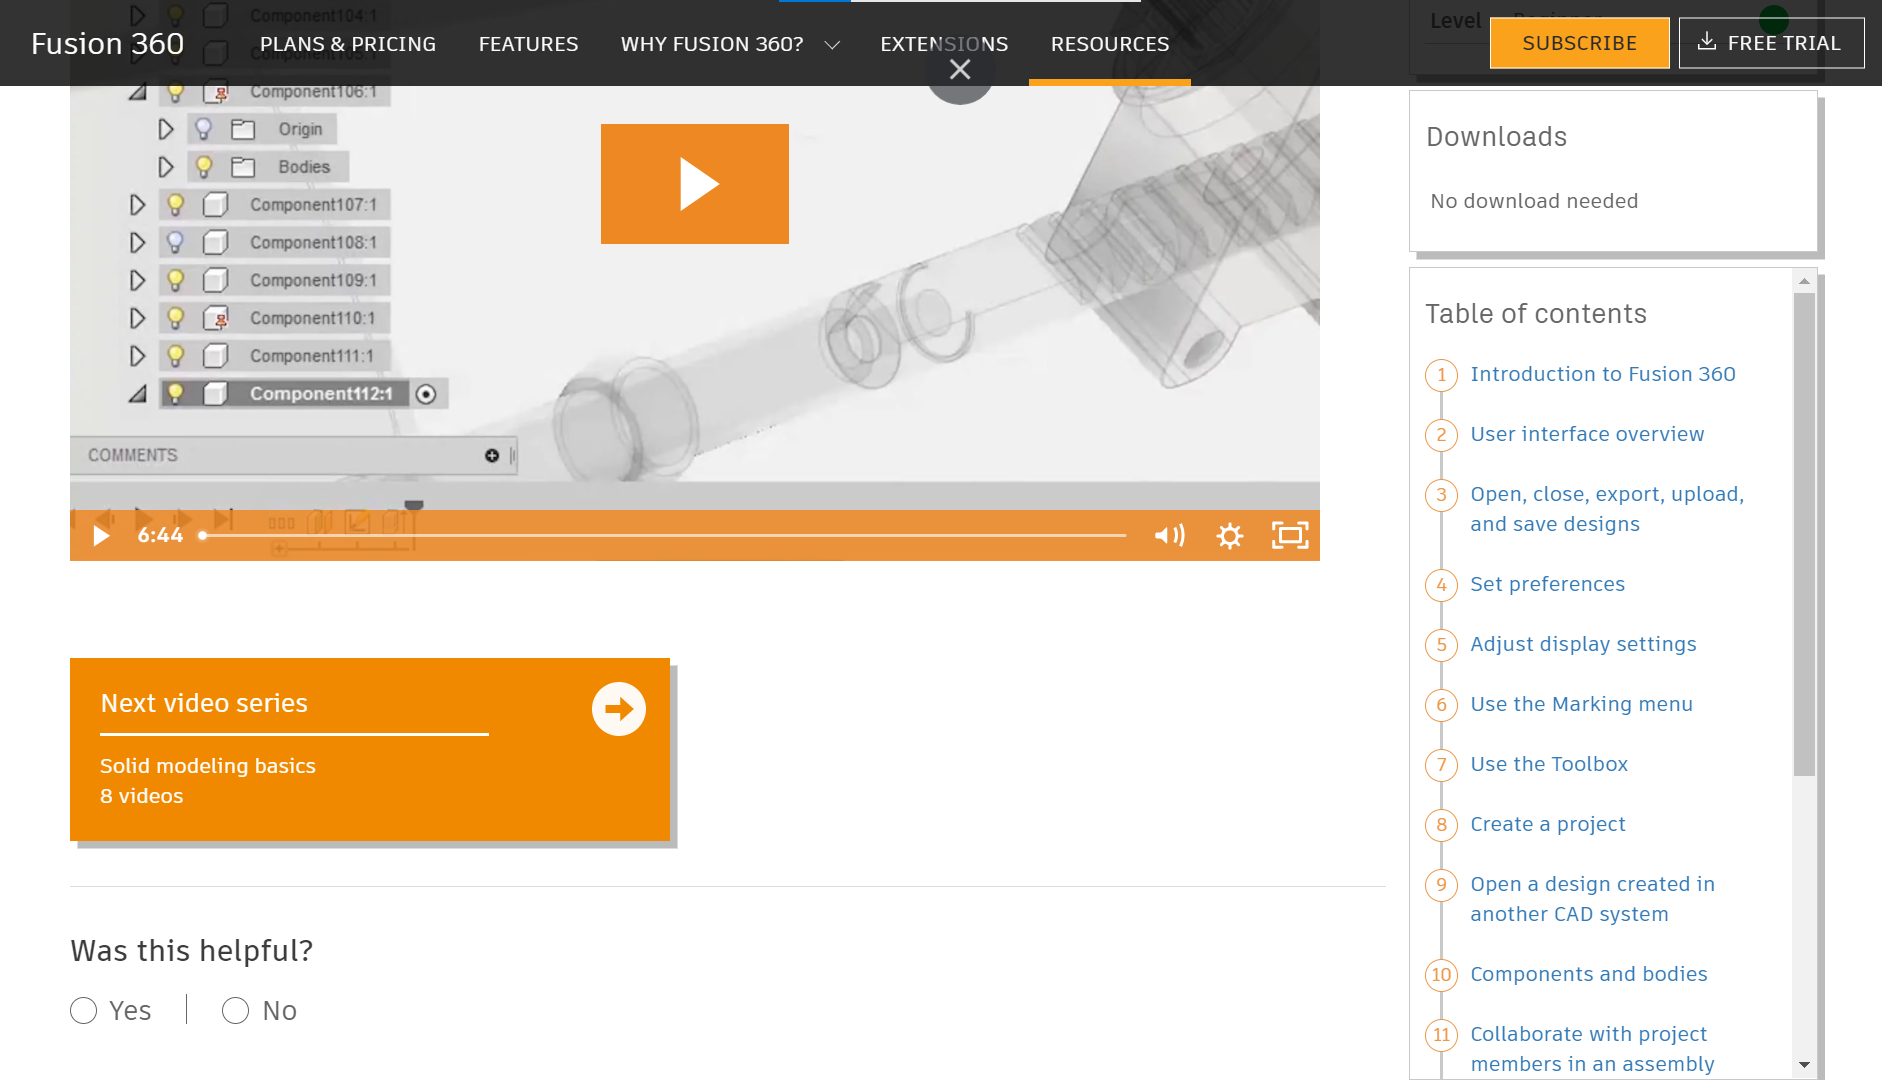 Fusion 360
PLANS & PRICING
FEATURES
WHY FUSION 360?
EXTENSIONS
RESOURCES
SUBSCRIBE
FREE TRIAL
Component104:1
Component106:1
Origin
Bodies
Component107:1
Component108:1
Component109:1
Component110:1
Component111:1
Component112:1
COMMENTS
6:44
Next video series
Solid modeling basics
8 videos
Was this helpful?
Yes
No
Level
Downloads
No download needed
Table of contents
1 Introduction to Fusion 360
2 User interface overview
3 Open, close, export, upload,
and save designs
4 Set preferences
5 Adjust display settings
6 Use the Marking menu
7 Use the Toolbox
8 Create a project
9 Open a design created in
another CAD system
10 Components and bodies
11 Collaborate with project
members in an assembly